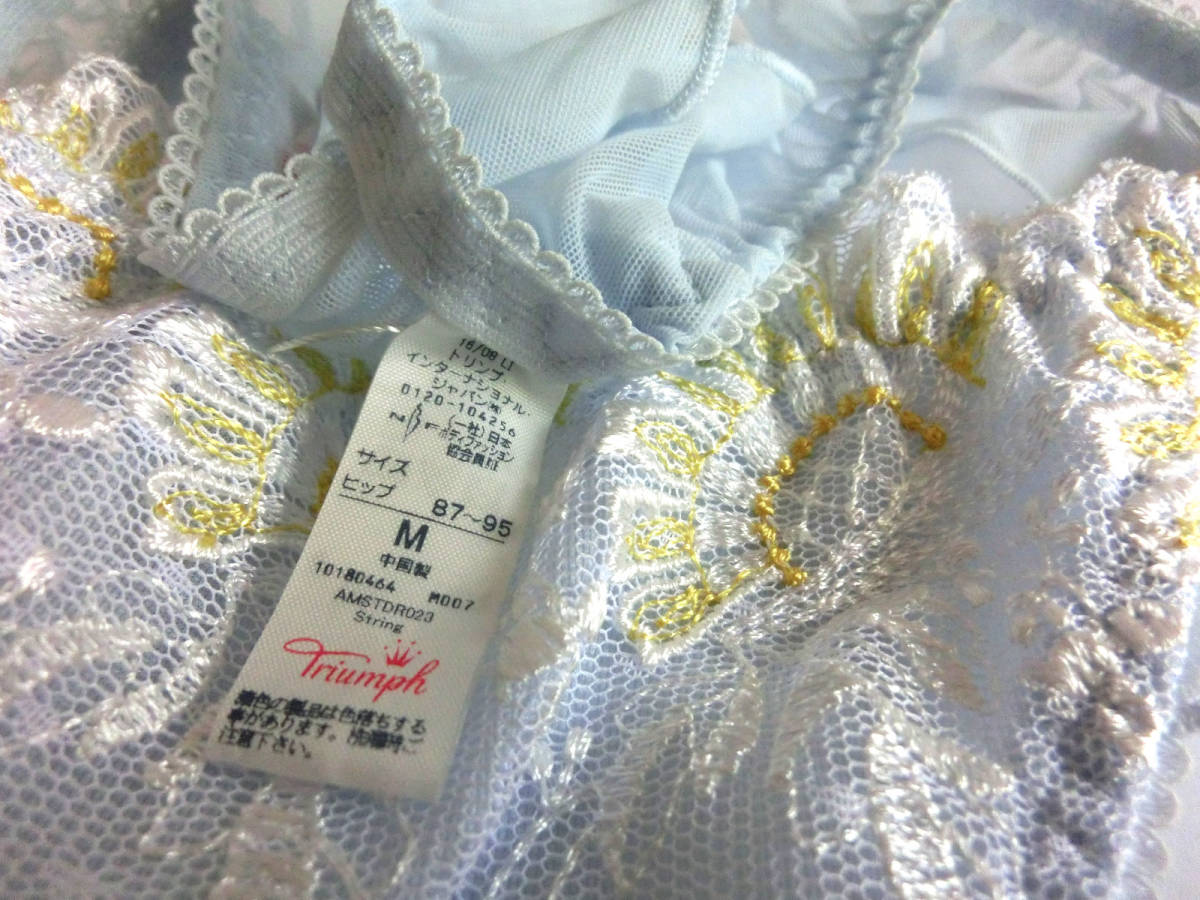 16/08 LI
トリンプ・
インターナショナル・
ジャパン㈱
0120-104256
NBF (一社)日本
ボディファッション
協会員
サイズ
ヒップ 87~95
M
中国製
10180464 M007
AMSTDR023
String
Triumph
着色の製品は色落ちする
事があります。洗濯時ご
注意下さい。